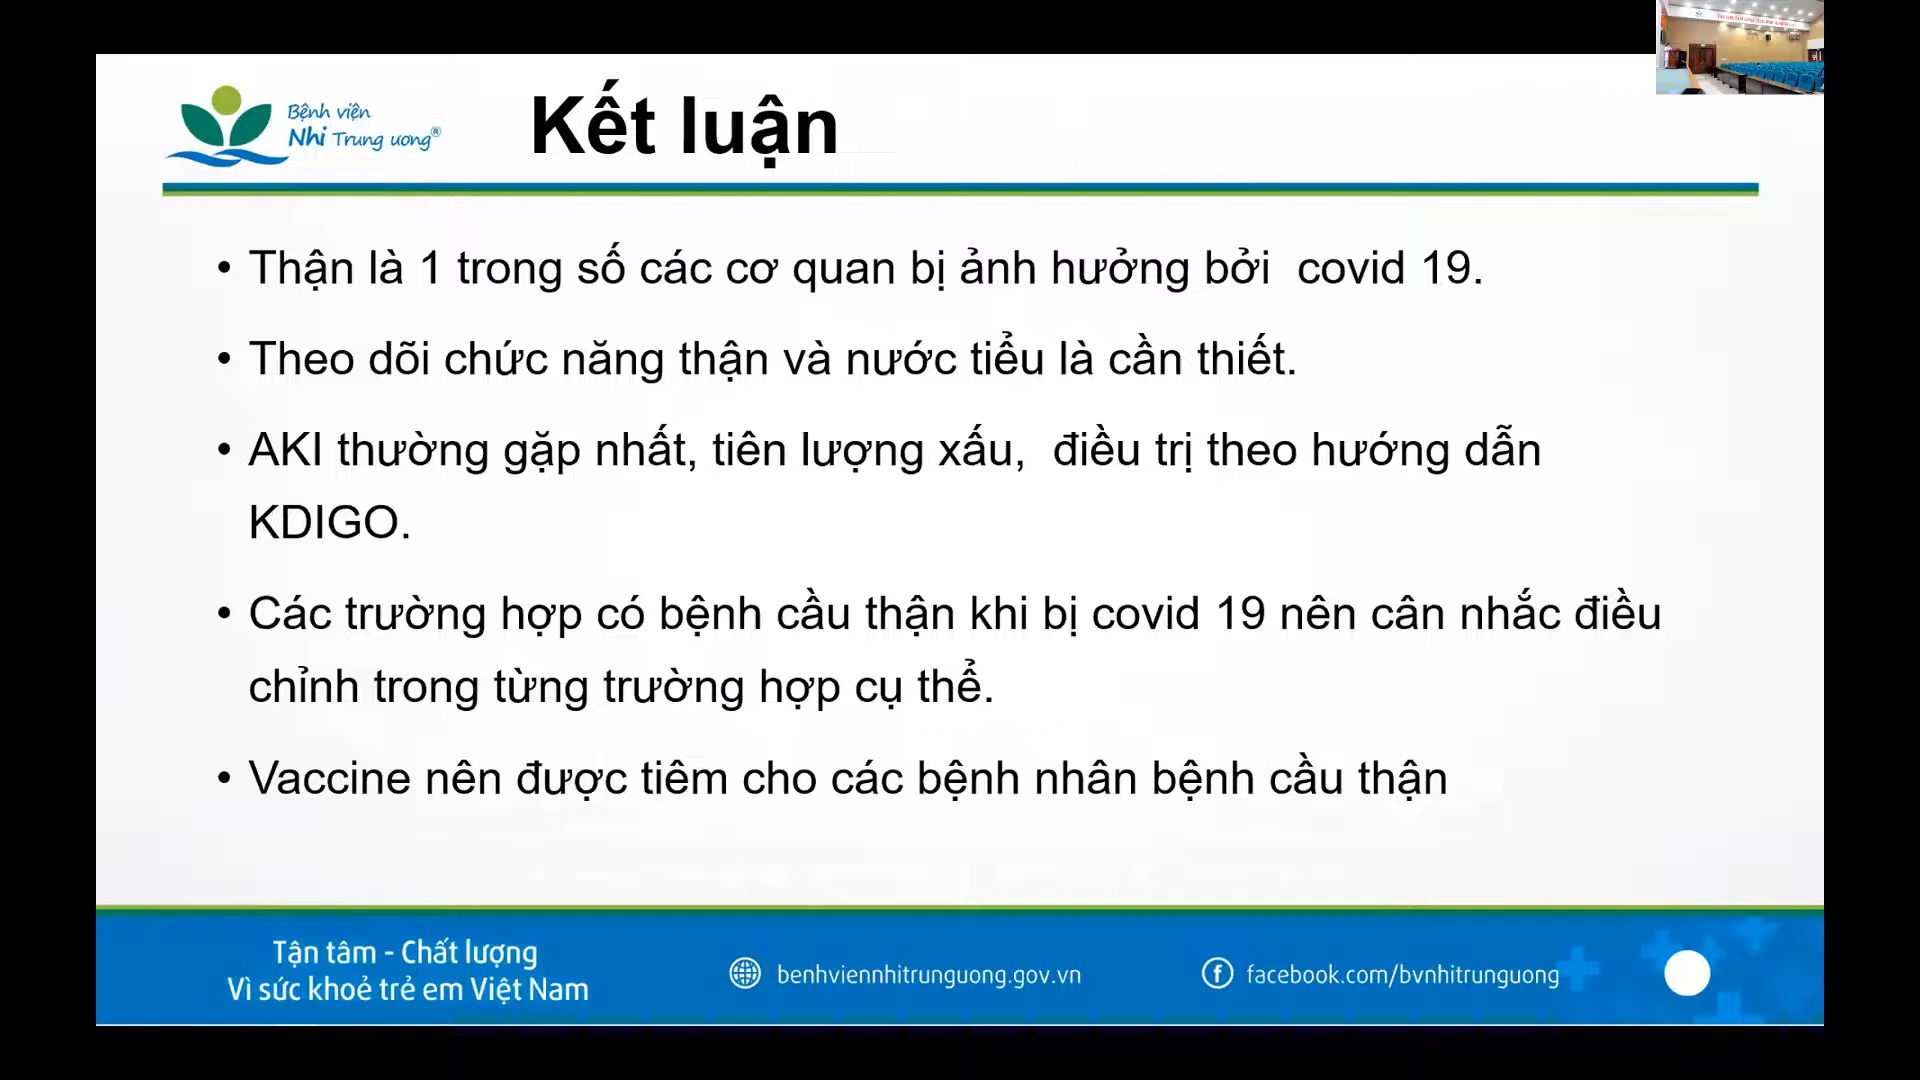 Bệnh viện
Nhi Trung ương®
Kết luận
• Thận là 1 trong số các cơ quan bị ảnh hưởng bởi covid 19.
• Theo dõi chức năng thận và nước tiểu là cần thiết.
• AKI thường gặp nhất, tiên lượng xấu, điều trị theo hướng dẫn
KDIGO.
• Các trường hợp có bệnh cầu thận khi bị covid 19 nên cân nhắc điều
chỉnh trong từng trường hợp cụ thể.
• Vaccine nên được tiêm cho các bệnh nhân bệnh cầu thận
Tận tâm - Chất lượng
Vì sức khoẻ trẻ em Việt Nam
benhviennhitrunguong.gov.vn
facebook.com/bvnhitrunguong